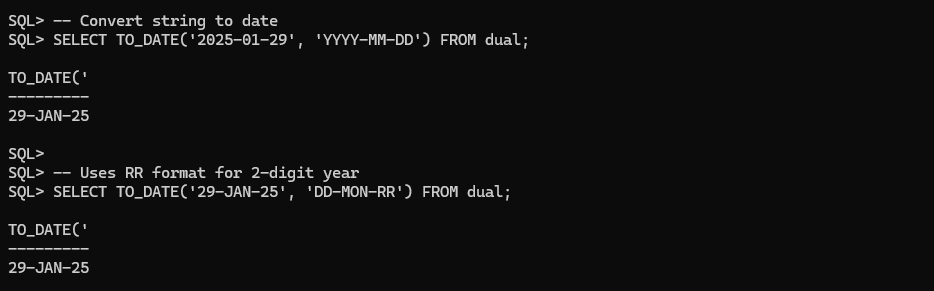 SQL> -- Convert string to date
SQL> SELECT TO_DATE('2025-01-29', 'YYYY-MM-DD') FROM dual;
TO_DATE('
---------
29-JAN-25
SQL>
SQL> -- Uses RR format for 2-digit year
SQL> SELECT TO_DATE('29-JAN-25', 'DD-MON-RR') FROM dual;
TO_DATE('
---------
29-JAN-25